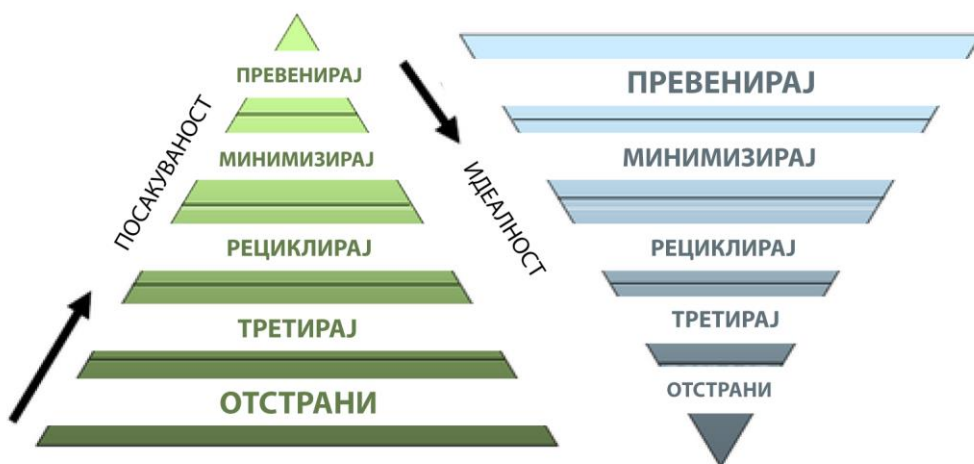 ПОСАКУВАНОСТ
ПРЕВЕНИРАЈ
МИНИМИЗИРАЈ
РЕЦИКЛИРАЈ
ТРЕТИРАЈ
ОТСТРАНИ
ИДЕАЛНОСТ
ПРЕВЕНИРАЈ
МИНИМИЗИРАЈ
РЕЦИКЛИРАЈ
ТРЕТИРАЈ
ОТСТРАНИ